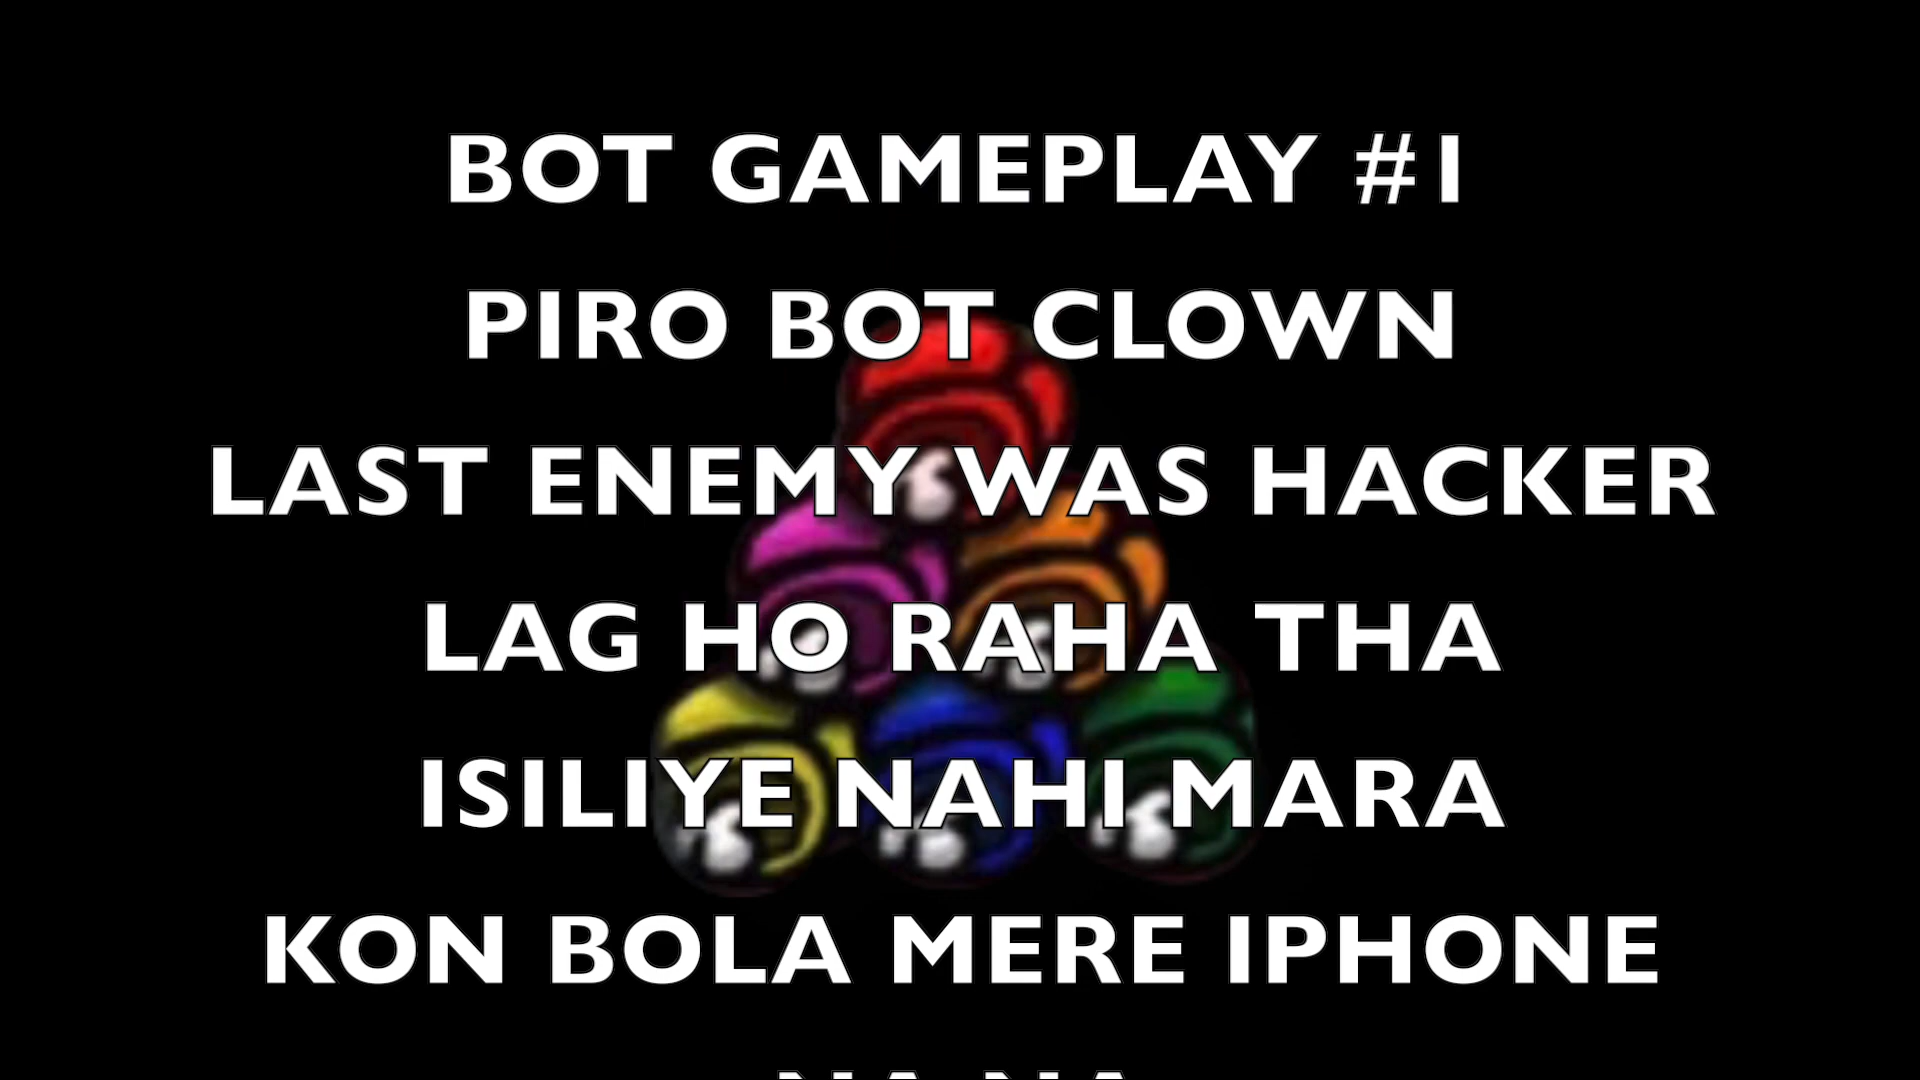 BOT GAMEPLAY #1
PIRO BOT CLOWN
LAST ENEMY WAS HACKER
LAG HO RAHA THA
ISILIYE NAHI MARA
KON BOLA MERE IPHONE